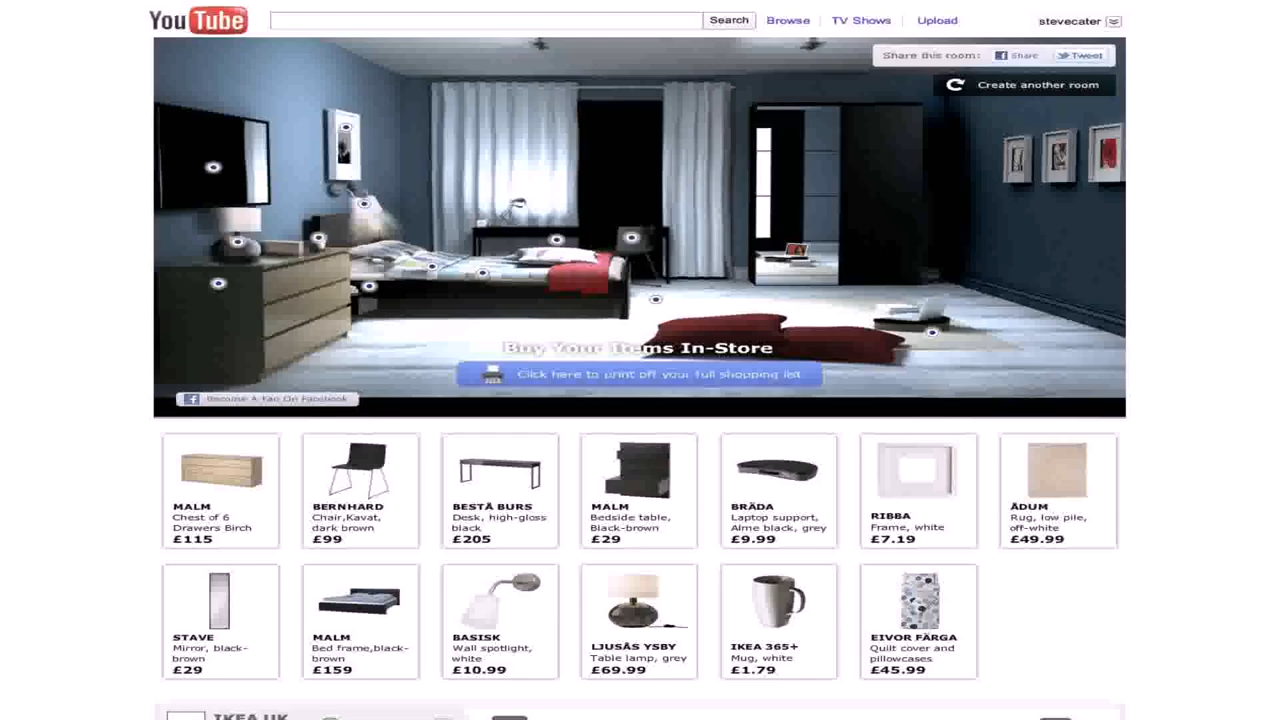 YouTube Search Browse TV Shows Upload stevecater
Share this room: Share Tweet
Create another room
Buy Your Items In-Store
Click here to print off your full shopping list
Become A Fan On Facebook
MALM
Chest of 6
Drawers Birch
£115
BERNHARD
Chair,Kavat,
dark brown
£99
BESTÅ BURS
Desk, high-gloss
black
£205
MALM
Bedside table,
Black-brown
£29
BRÄDA
Laptop support,
Alme black, grey
£9.99
RIBBA
Frame, white
£7.19
ÅDUM
Rug, low pile,
off-white
£49.99
STAVE
Mirror, black-
brown
£29
MALM
Bed frame,black-
brown
£159
BASISK
Wall spotlight,
white
£10.99
LJUSÅS YSBY
Table lamp, grey
£69.99
IKEA 365+
Mug, white
£1.79
EIVOR FÄRGA
Quilt cover and
pillowcases
£45.99
IKEA UK